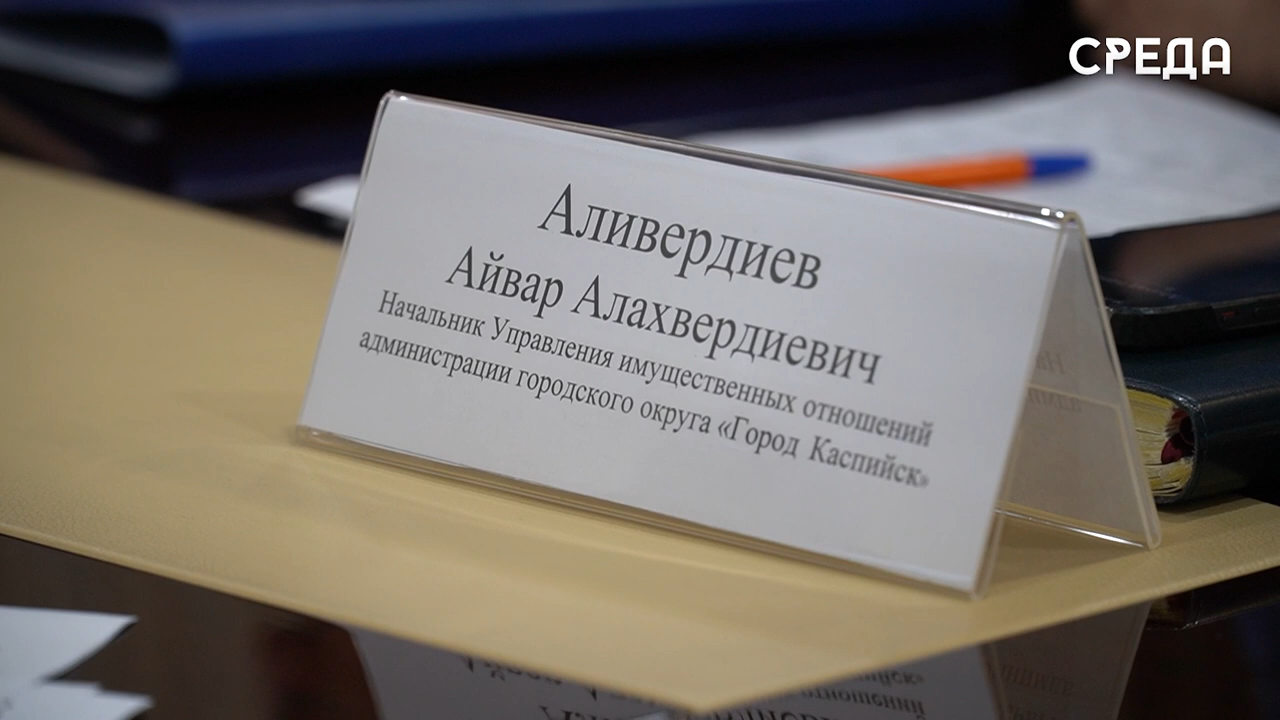 СРЕДА
Аливердиев
Айвар Алахвердиевич
Начальник Управления имущественных отношений
администрации городского округа «Город Каспийск»